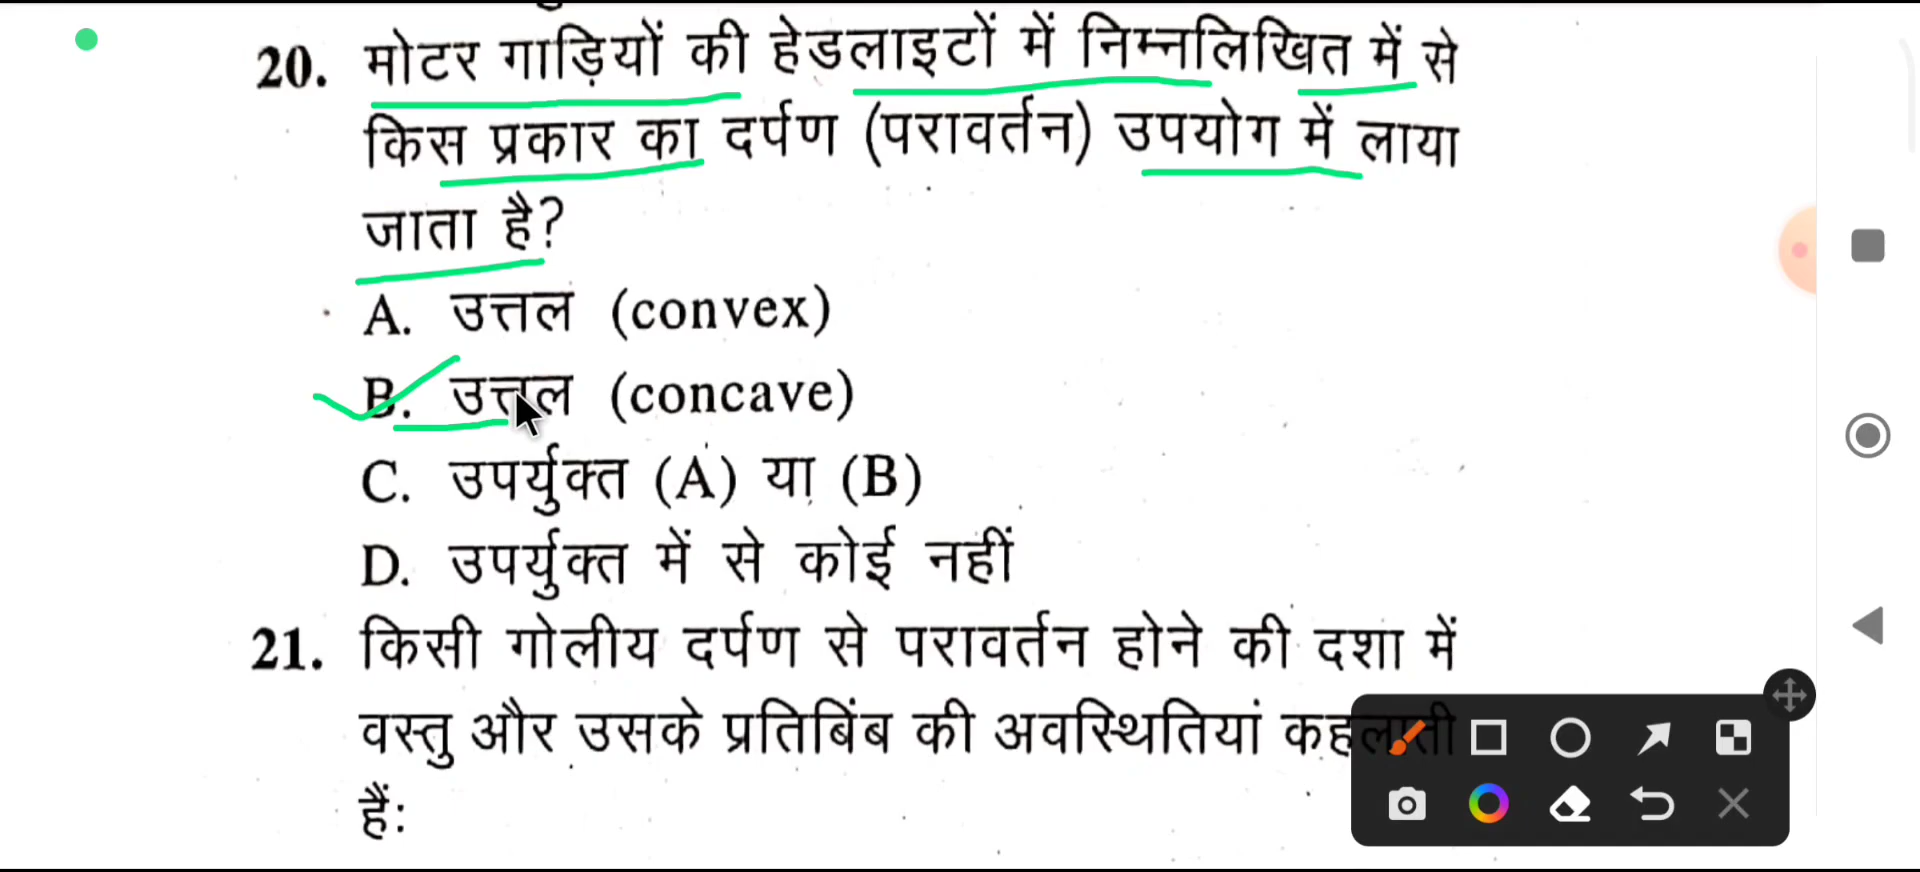 20. मोटर गाड़ियों की हेडलाइटों में निम्नलिखित में से
किस प्रकार का दर्पण (परावर्तन) उपयोग में लाया
जाता है?
A. उत्तल (convex)
B. उत्तल (concave)
C. उपर्युक्त (A) या (B)
D. उपर्युक्त में से कोई नहीं
21. किसी गोलीय दर्पण से परावर्तन होने की दशा में
वस्तु और उसके प्रतिबिंब की अवस्थितियां कहलाती
हैं: